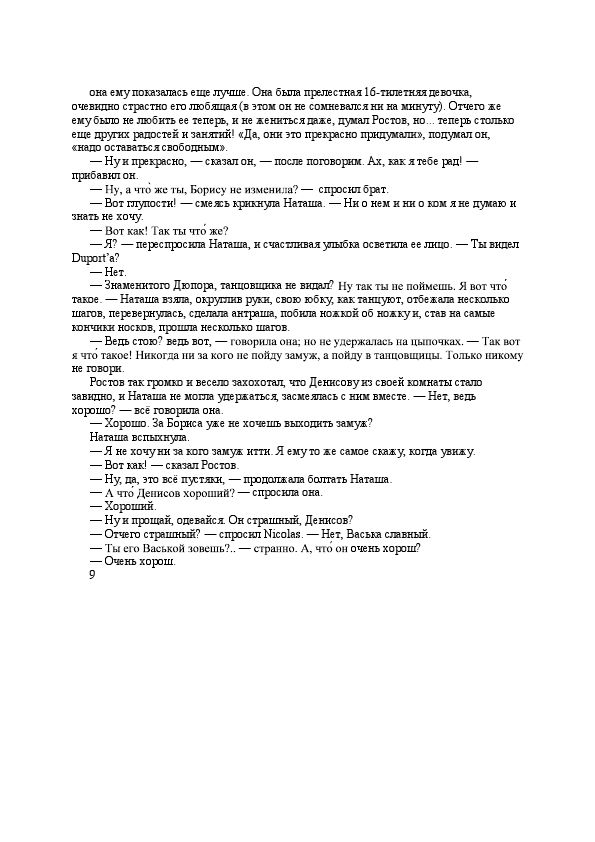 она ему показалась еще лучше. Она была прелестная 16-тилетняя девочка,
очевидно страстно его любящая (в этом он не сомневался ни на минуту). Отчего же
ему было не любить ее теперь, и не жениться даже, думал Ростов, но... теперь столько
еще других радостей и занятий! «Да, они это прекрасно придумали», подумал он,
«надо оставаться свободным».
— Ну и прекрасно, — сказал он, — после поговорим. Ах, как я тебе рад! —
прибавил он.
— Ну, а что̀ же ты, Борису не изменила? — спросил брат.
— Вот глупости! — смеясь крикнула Наташа. — Ни о нем и ни о ком я не думаю и
знать не хочу.
— Вот как! Так ты что́ же?
— Я? — переспросила Наташа, и счастливая улыбка осветила ее лицо. — Ты видел
Duport’a?
— Нет.
— Знаменитого Дюпора, танцовщика не видал? Ну так ты не поймешь. Я вот что́
такое. — Наташа взяла, округлив руки, свою юбку, как танцуют, отбежала несколько
шагов, перевернулась, сделала антраша, побила ножкой об ножку и, став на самые
кончики носков, прошла несколько шагов.
— Ведь стою? ведь вот, — говорила она; но не удержалась на цыпочках. — Так вот
я что́ такое! Никогда ни за кого не пойду замуж, а пойду в танцовщицы. Только никому
не говори.
Ростов так громко и весело захохотал, что Денисову из своей комнаты стало
завидно, и Наташа не могла удержаться, засмеялась с ним вместе. — Нет, ведь
хорошо? — всё говорила она.
— Хорошо. За Бориса уже не хочешь выходить замуж?
Наташа вспыхнула.
— Я не хочу ни за кого замуж итти. Я ему то же самое скажу, когда увижу.
— Вот как! — сказал Ростов.
— Ну, да, это всё пустяки, — продолжала болтать Наташа.
— А что́ Денисов хороший? — спросила она.
— Хороший.
— Ну и прощай, одевайся. Он страшный, Денисов?
— Отчего страшный? — спросил Nicolas. — Нет, Васька славный.
— Ты его Васькой зовешь?.. — странно. А, что́ он очень хорош?
— Очень хорош.
9